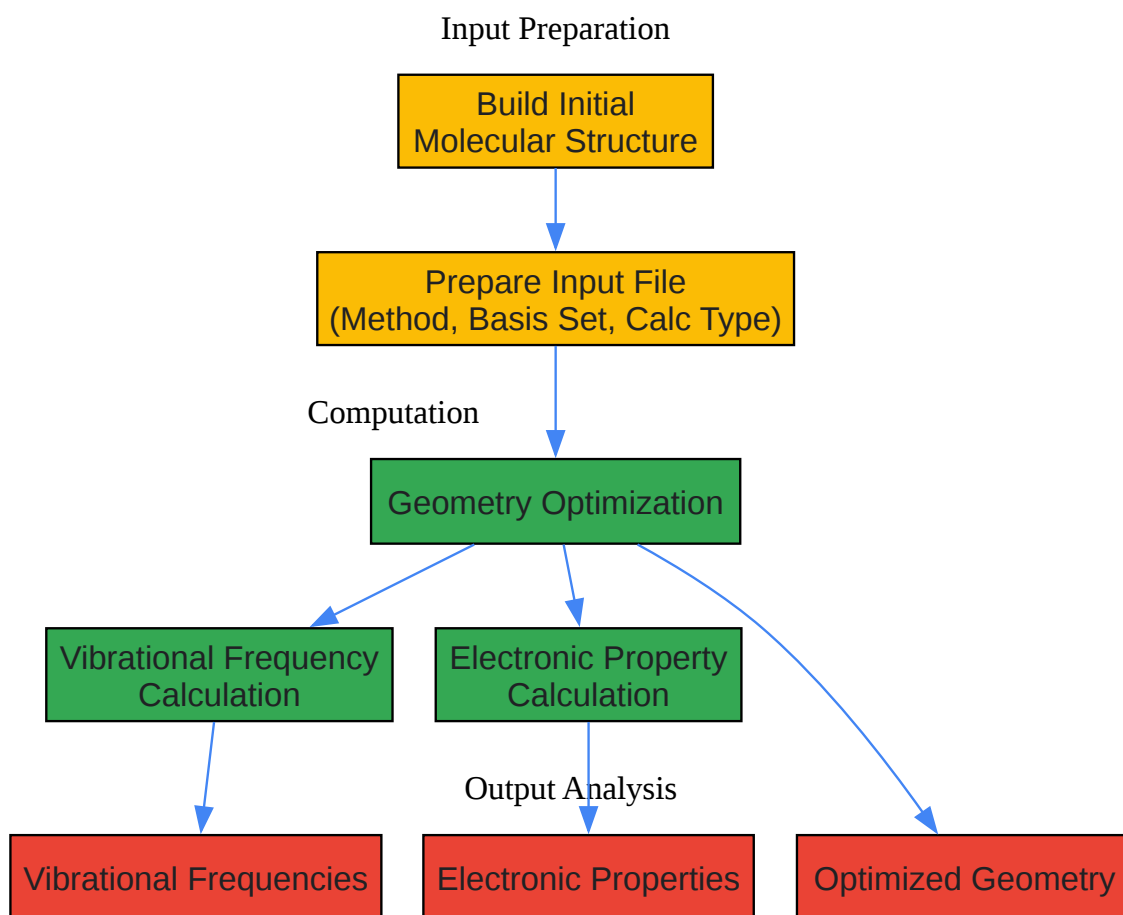 Input Preparation
Build Initial
Molecular Structure
Prepare Input File
(Method, Basis Set, Calc Type)
Computation
Geometry Optimization
Vibrational Frequency
Calculation
Electronic Property
Calculation
Output Analysis
Vibrational Frequencies
Electronic Properties
Optimized Geometry